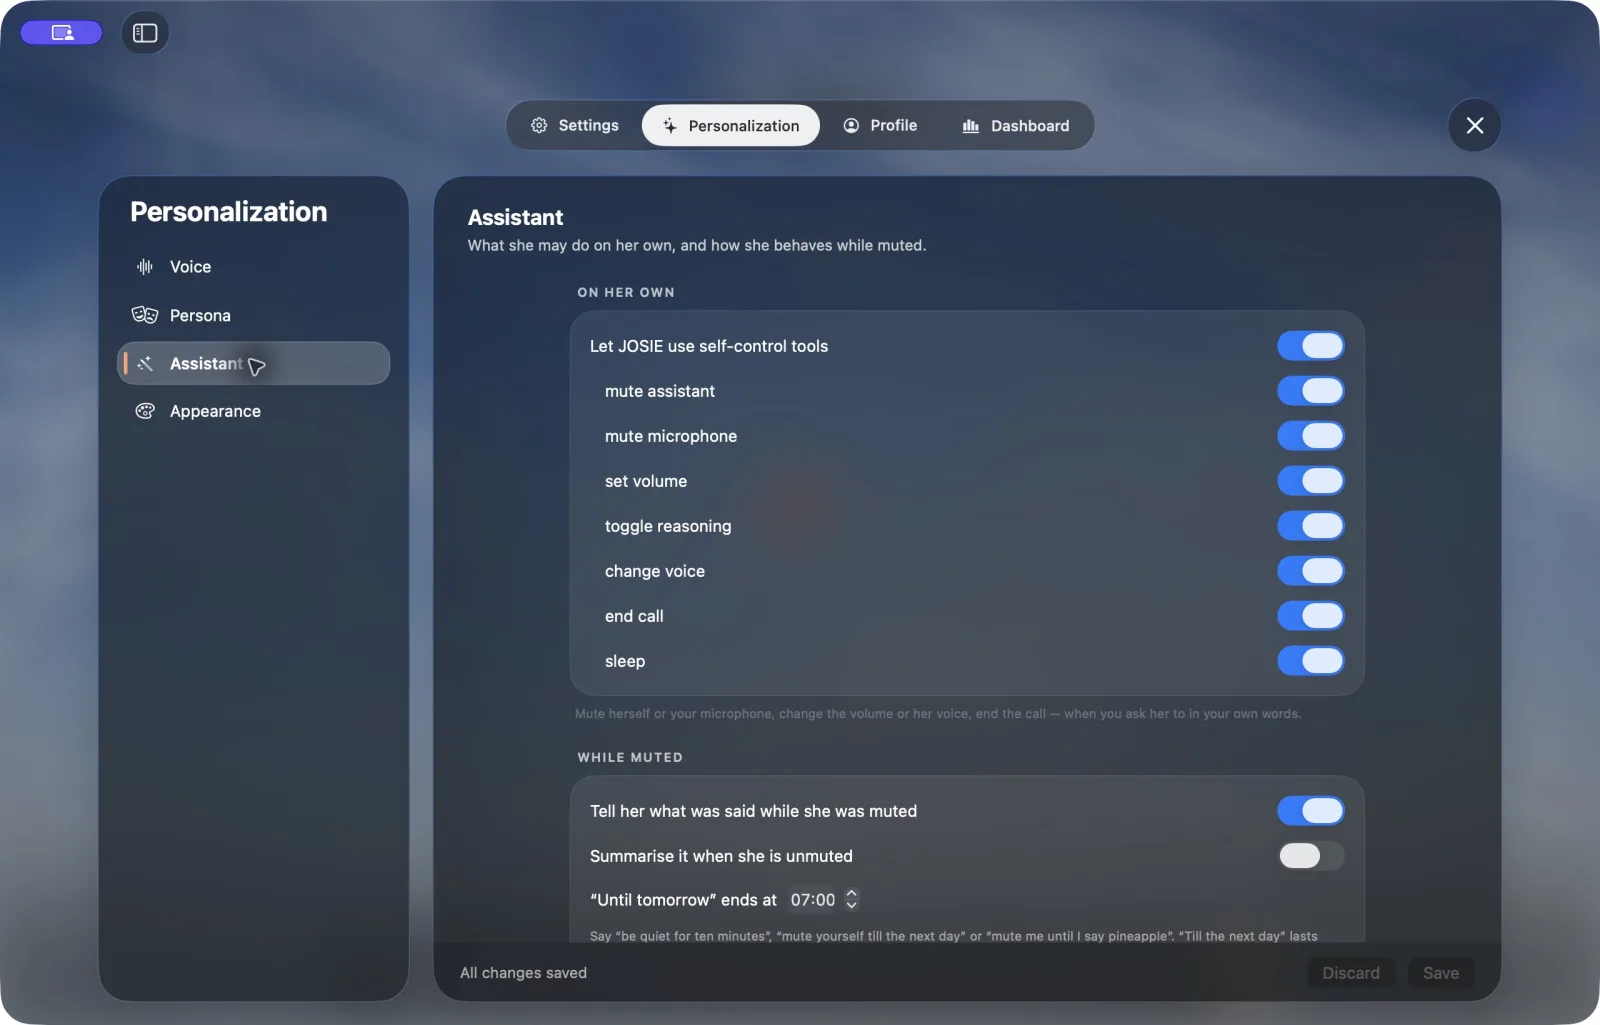 Settings
Personalization
Profile
Dashboard
Personalization
Voice
Persona
Assistant
Appearance
Assistant
What she may do on her own, and how she behaves while muted.
ON HER OWN
Let JOSIE use self-control tools
mute assistant
mute microphone
set volume
toggle reasoning
change voice
end call
sleep
Mute herself or your microphone, change the volume or her voice, end the call — when you ask her to in your own words.
WHILE MUTED
Tell her what was said while she was muted
Summarise it when she is unmuted
“Until tomorrow” ends at 07:00
Say “be quiet for ten minutes”, “mute yourself till the next day” or “mute me until I say pineapple”. “Till the next day” lasts
All changes saved
Discard
Save